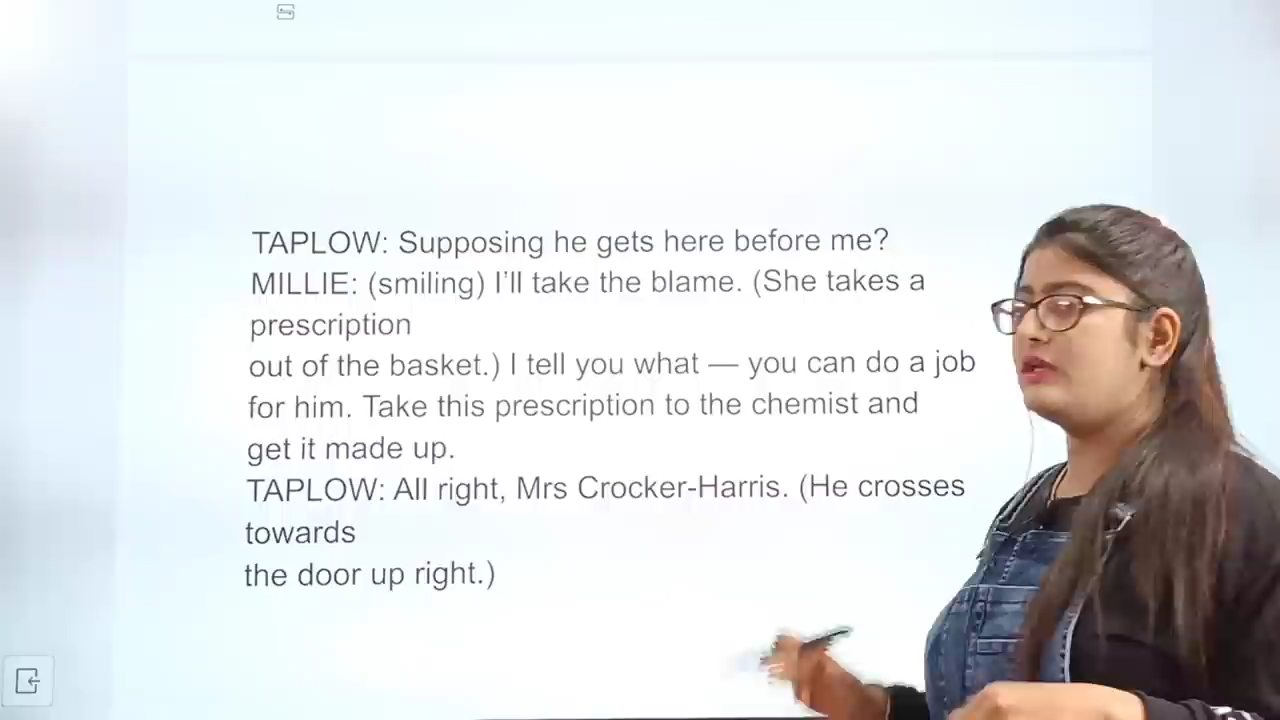 TAPLOW: Supposing he gets here before me?
MILLIE: (smiling) I'll take the blame. (She takes a
prescription
out of the basket.) I tell you what — you can do a job
for him. Take this prescription to the chemist and
get it made up.
TAPLOW: All right, Mrs Crocker-Harris. (He crosses
towards
the door up right.)